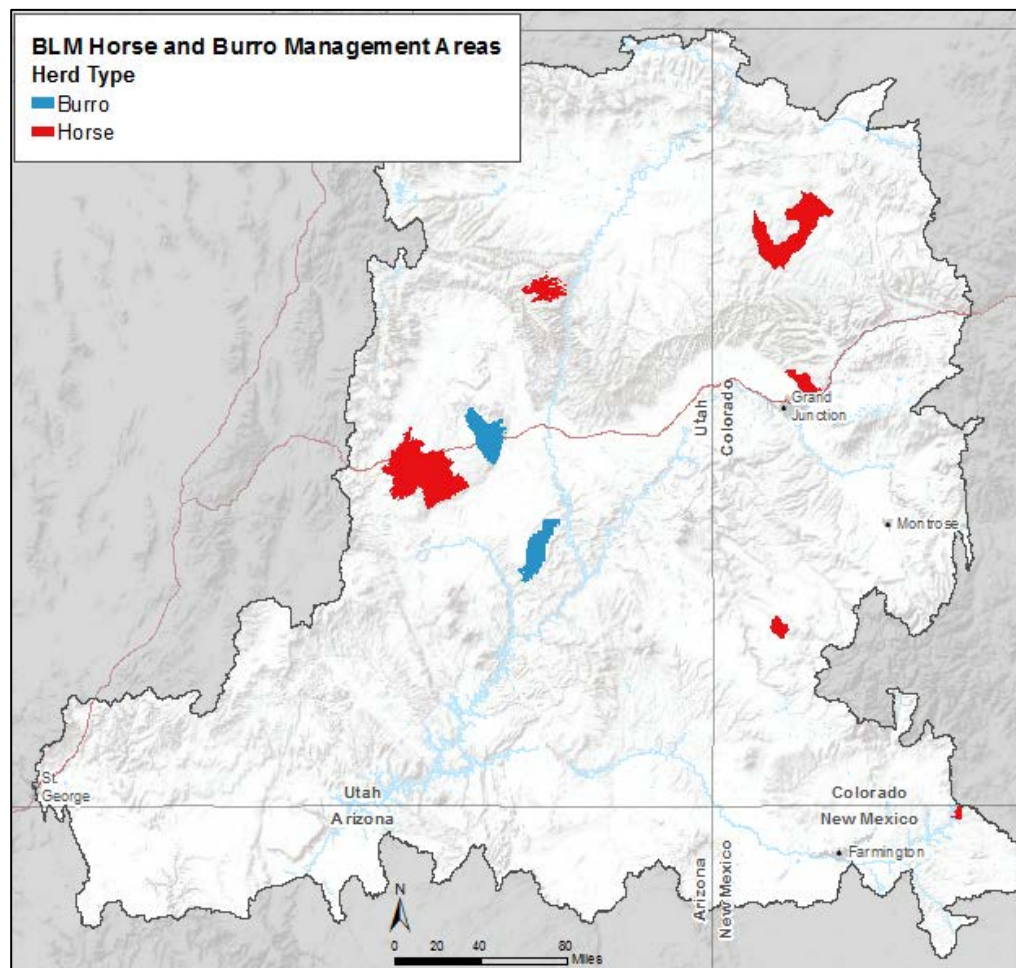 BLM Horse and Burro Management Areas
Herd Type
Burro
Horse
Utah
Colorado
Grand
Junction
Montrose
St.
George
Utah
Arizona
Colorado
New Mexico
Arizona
New Mexico
Farmington
N
0 20 40 80
Miles